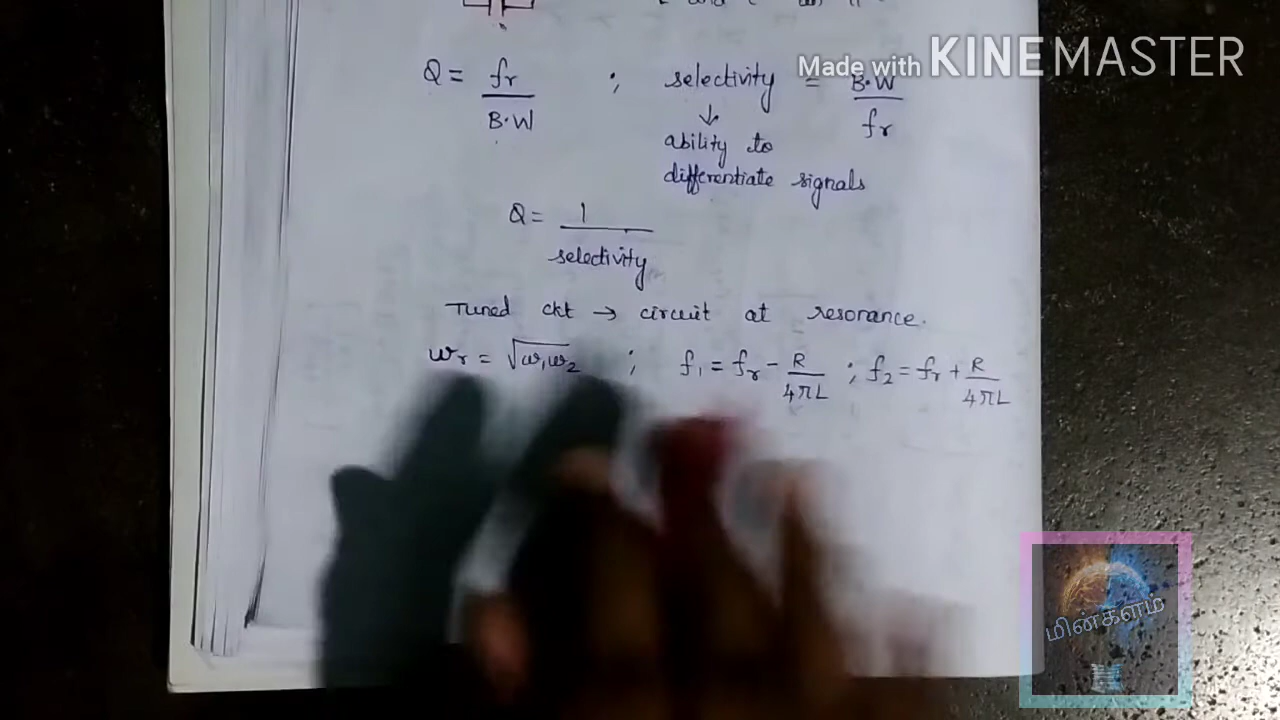 Made with KINEMASTER
Q = fr / B.W ; selectivity = B.W / fr
↓
ability to
differentiate signals
Q = 1 / selectivity
Tuned ckt → circuit at resonance.
ωr = √ω1ω2 ; f1 = fr - R / 4πL ; f2 = fr + R / 4πL
மின்களம்